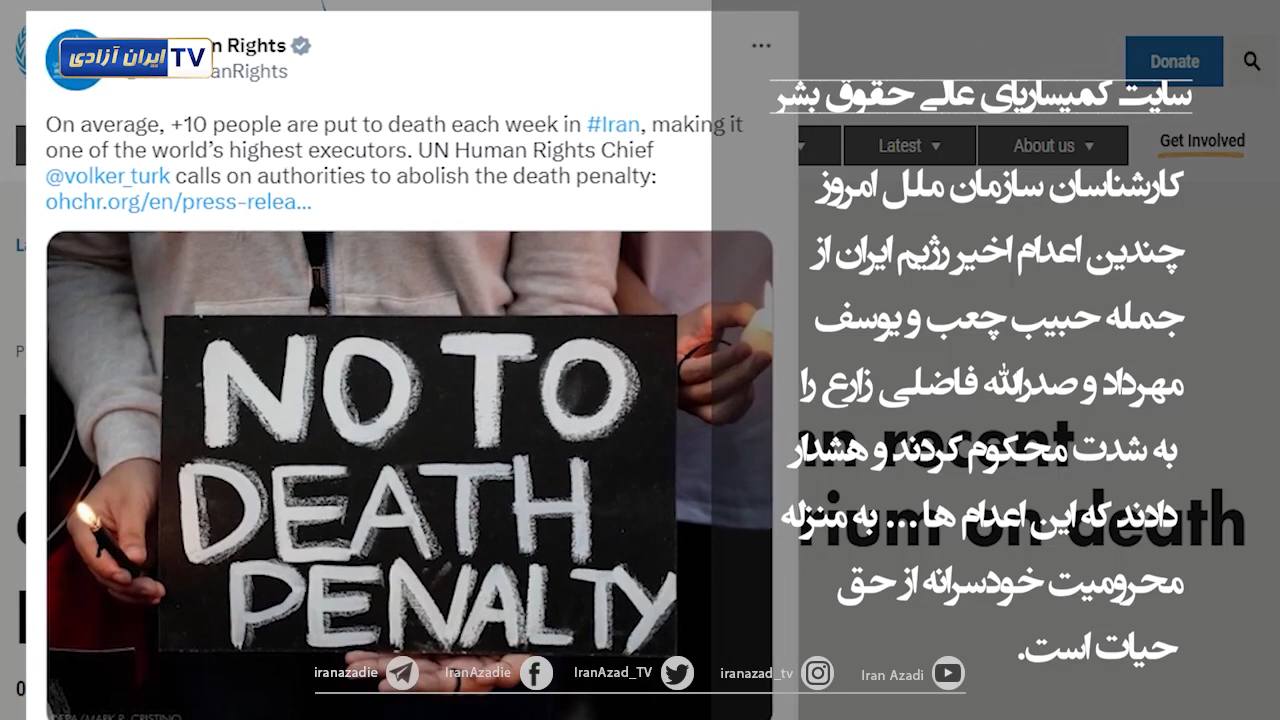 ایران آزادی TV
n Rights
anRights
On average, +10 people are put to death each week in #Iran, making it
one of the world's highest executors. UN Human Rights Chief
@volker_turk calls on authorities to abolish the death penalty:
ohchr.org/en/press-relea...
NO TO
DEATH
PENALTY
Donate
Latest
About us
Get Involved
سایت کمیساریای عالی حقوق بشر
کارشناسان سازمان ملل امروز
چندین اعدام اخیر رژیم ایران از
جمله حبیب چعب و یوسف
مهرداد و صدرالله فاضلی زارع را
به شدت محکوم کردند و هشدار
دادند که این اعدام ها ... به منزله
محرومیت خودسرانه از حق
حیات است.
recent
rium on death
iranazadie
IranAzadie
IranAzad_TV
iranazad_tv
Iran Azadi